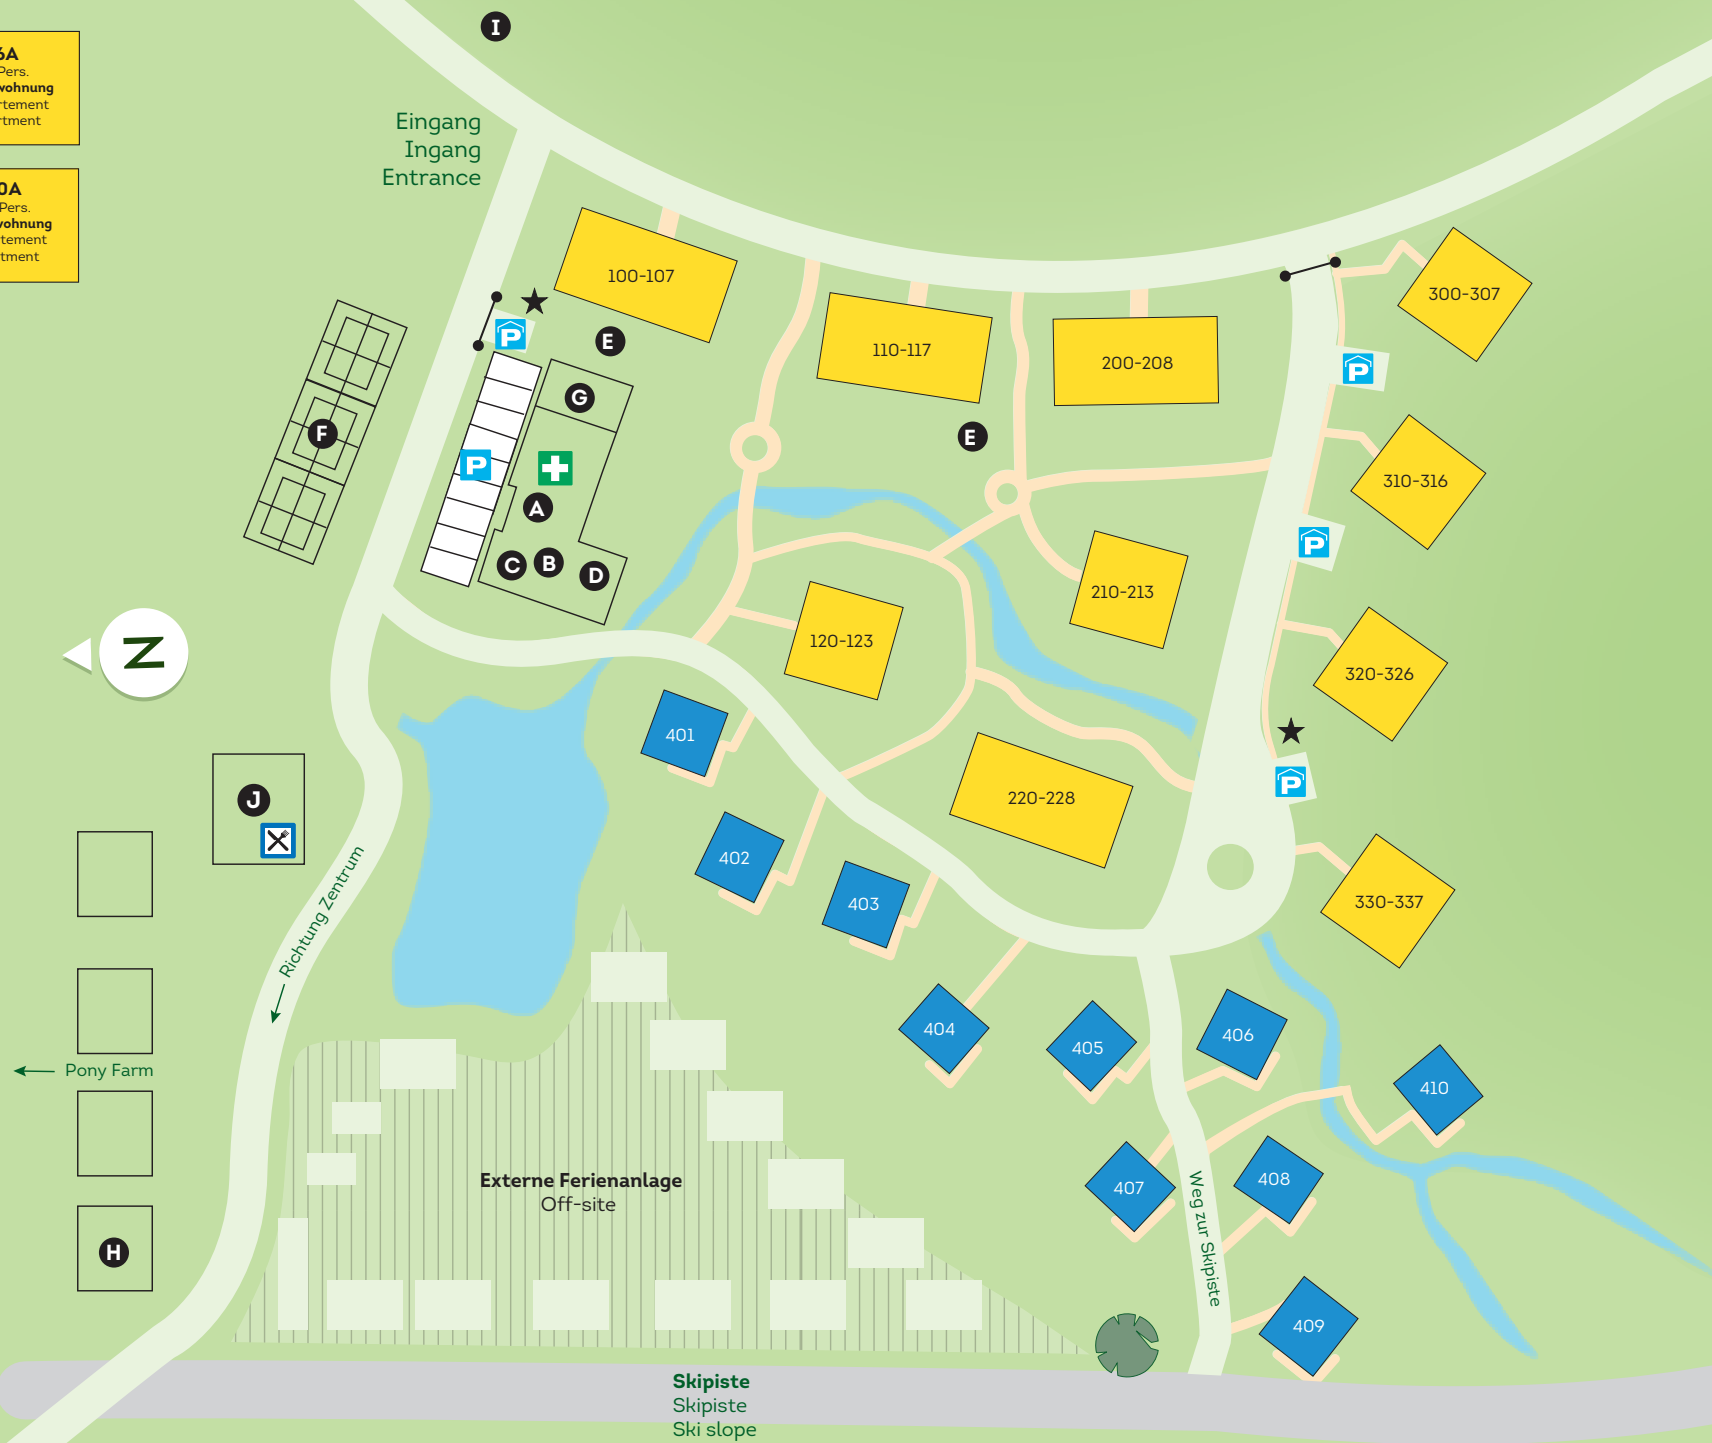 6A
Pers.
wohnung
rtement
rtment
0A
Pers.
wohnung
tement
tment
I
Eingang
Ingang
Entrance
100-107
110-117
200-208
300-307
P
E
G
P
A
C
B
D
F
E
P
310-316
P
210-213
120-123
320-326
N
401
P
220-228
J
402
403
330-337
Richtung Zentrum
Pony Farm
404
405
406
410
Externe Ferienanlage
Off-site
407
408
Weg zur Skipiste
H
409
Skipiste
Skipiste
Ski slope